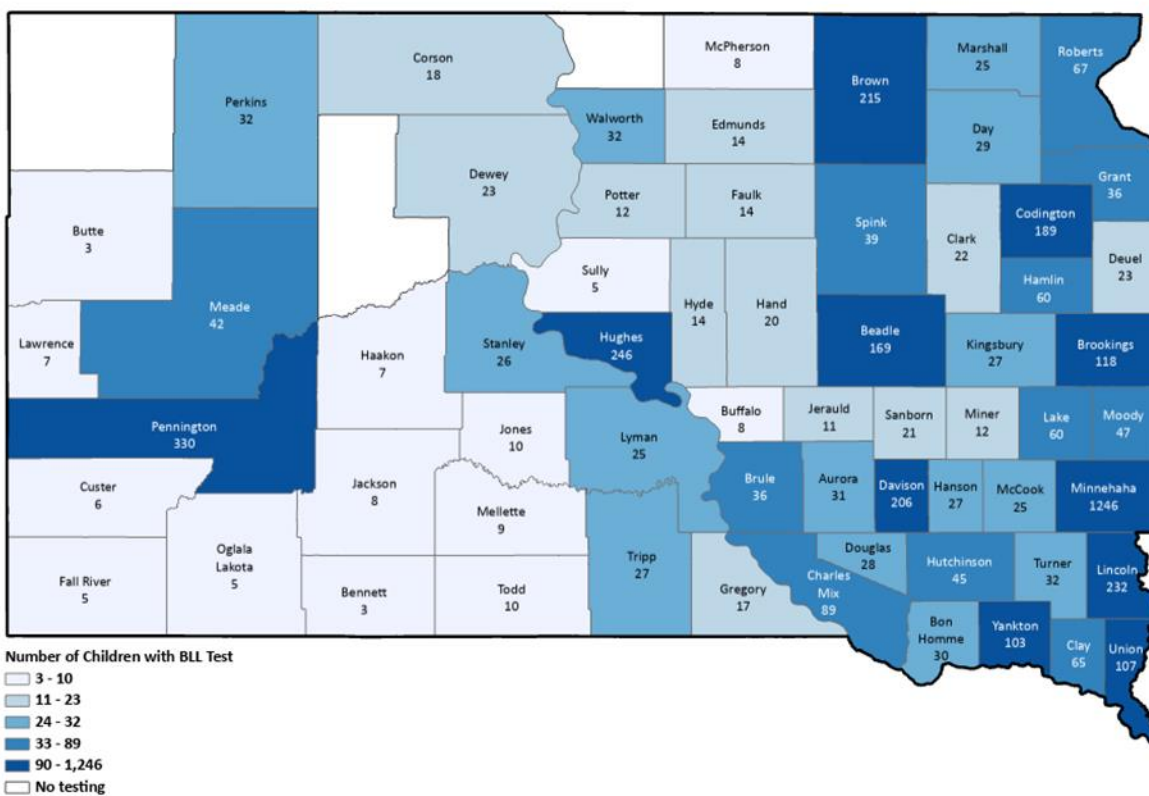 McPherson
8
Marshall
25
Roberts
67
Corson
18
Brown
215
Perkins
32
Walworth
32
Edmunds
14
Day
29
Dewey
23
Grant
36
Potter
12
Faulk
14
Codington
189
Spink
39
Butte
3
Clark
22
Deuel
23
Sully
5
Hamlin
60
Meade
42
Hyde
14
Hand
20
Lawrence
7
Haakon
7
Stanley
26
Hughes
246
Beadle
169
Kingsbury
27
Brookings
118
Buffalo
8
Jerauld
11
Sanborn
21
Miner
12
Lake
60
Moody
47
Pennington
330
Jones
10
Lyman
25
Custer
6
Jackson
8
Brule
36
Aurora
31
Davison
206
Hanson
27
McCook
25
Minnehaha
1246
Mellette
9
Oglala
Lakota
5
Tripp
27
Douglas
28
Hutchinson
45
Turner
32
Lincoln
232
Fall River
5
Bennett
3
Todd
10
Gregory
17
Charles
Mix
89
Bon
Homme
30
Yankton
103
Clay
65
Union
107
Number of Children with BLL Test
3 - 10
11 - 23
24 - 32
33 - 89
90 - 1,246
No testing